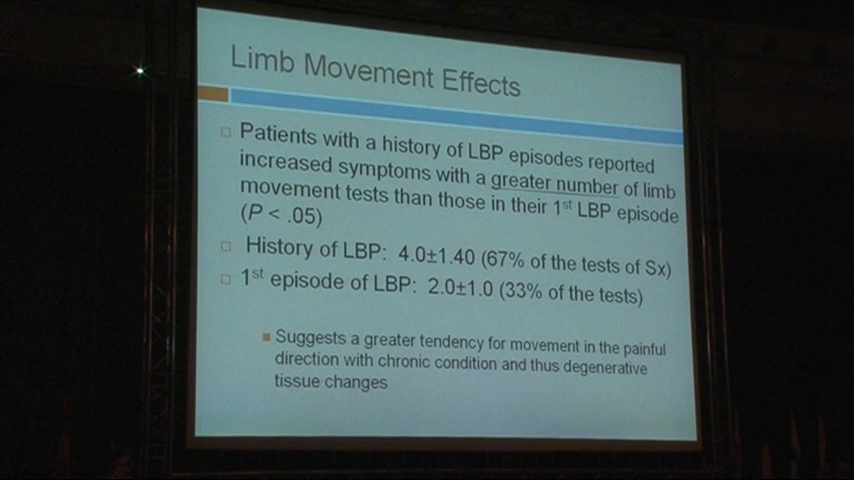 Limb Movement Effects
Patients with a history of LBP episodes reported
increased symptoms with a greater number of limb
movement tests than those in their 1st LBP episode
(P < .05)
History of LBP: 4.0±1.40 (67% of the tests of Sx)
1st episode of LBP: 2.0±1.0 (33% of the tests)
Suggests a greater tendency for movement in the painful
direction with chronic condition and thus degenerative
tissue changes